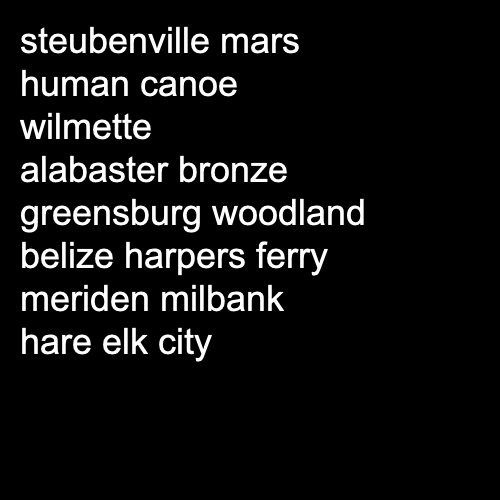 steubenville mars
human canoe
wilmette
alabaster bronze
greensburg woodland
belize harpers ferry
meriden milbank
hare elk city